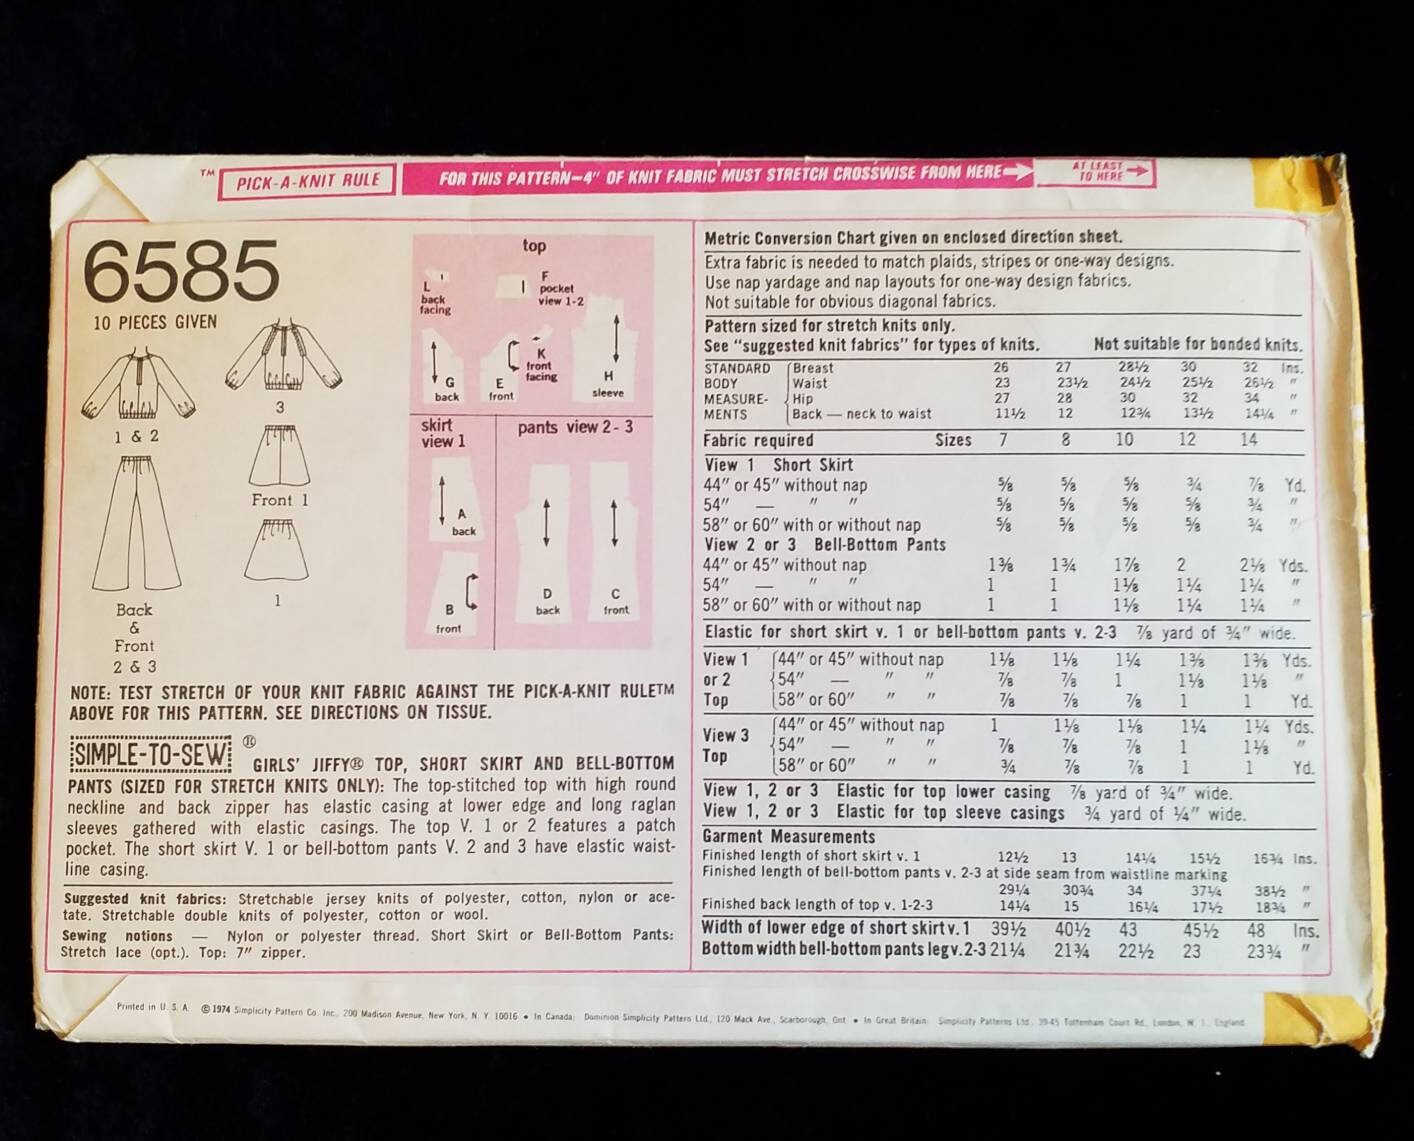 ™ PICK-A-KNIT RULE FOR THIS PATTERN—4" OF KNIT FABRIC MUST STRETCH CROSSWISE FROM HERE AT LEAST TO HERE
6585
10 PIECES GIVEN
1 & 2
3
Front 1
1
Back
&
Front
2 & 3
top
L
back
facing
F
pocket
view 1-2
G
back
E
front
K
front
facing
H
sleeve
skirt
view 1
pants view 2 - 3
A
back
B
front
D
back
C
front
NOTE: TEST STRETCH OF YOUR KNIT FABRIC AGAINST THE PICK-A-KNIT RULE™
ABOVE FOR THIS PATTERN. SEE DIRECTIONS ON TISSUE.
SIMPLE-TO-SEW ® GIRLS' JIFFY® TOP, SHORT SKIRT AND BELL-BOTTOM
PANTS (SIZED FOR STRETCH KNITS ONLY): The top-stitched top with high round
neckline and back zipper has elastic casing at lower edge and long raglan
sleeves gathered with elastic casings. The top V. 1 or 2 features a patch
pocket. The short skirt V. 1 or bell-bottom pants V. 2 and 3 have elastic waist-
line casing.
Suggested knit fabrics: Stretchable jersey knits of polyester, cotton, nylon or ace-
tate. Stretchable double knits of polyester, cotton or wool.
Sewing notions — Nylon or polyester thread. Short Skirt or Bell-Bottom Pants:
Stretch lace (opt.). Top: 7" zipper.
Metric Conversion Chart given on enclosed direction sheet.
Extra fabric is needed to match plaids, stripes or one-way designs.
Use nap yardage and nap layouts for one-way design fabrics.
Not suitable for obvious diagonal fabrics.
Pattern sized for stretch knits only.
See "suggested knit fabrics" for types of knits. Not suitable for bonded knits.
STANDARD Breast 26 27 28½ 30 32 Ins.
BODY Waist 23 23½ 24½ 25½ 26½ "
MEASURE- Hip 27 28 30 32 34 "
MENTS Back — neck to waist 11½ 12 12¾ 13½ 14¼ "
Fabric required Sizes 7 8 10 12 14
View 1 Short Skirt
44" or 45" without nap ⅝ ⅝ ⅝ ¾ ⅞ Yd.
54" — " " ⅝ ⅝ ⅝ ⅝ ¾ "
58" or 60" with or without nap ⅝ ⅝ ⅝ ⅝ ¾ "
View 2 or 3 Bell-Bottom Pants
44" or 45" without nap 1⅜ 1¾ 1⅞ 2 2⅛ Yds.
54" — " " 1 1 1⅛ 1¼ 1¼ "
58" or 60" with or without nap 1 1 1⅛ 1¼ 1¼ "
Elastic for short skirt v. 1 or bell-bottom pants v. 2-3 ⅞ yard of ¾" wide.
View 1 44" or 45" without nap 1⅛ 1⅛ 1¼ 1⅜ 1⅜ Yds.
or 2 54" — " " ⅞ ⅞ 1 1⅛ 1⅛ "
Top 58" or 60" " " ⅞ ⅞ ⅞ 1 1 Yd.
View 3 44" or 45" without nap 1 1⅛ 1⅛ 1¼ 1¼ Yds.
54" — " " ⅞ ⅞ ⅞ 1 1⅛ "
Top 58" or 60" " " ¾ ⅞ ⅞ 1 1 Yd.
View 1, 2 or 3 Elastic for top lower casing ⅞ yard of ¾" wide.
View 1, 2 or 3 Elastic for top sleeve casings ¾ yard of ¼" wide.
Garment Measurements
Finished length of short skirt v. 1 12½ 13 14¼ 15½ 16¾ Ins.
Finished length of bell-bottom pants v. 2-3 at side seam from waistline marking
29¼ 30¾ 34 37¼ 38½ "
Finished back length of top v. 1-2-3 14¼ 15 16¼ 17½ 18¾ "
Width of lower edge of short skirt v. 1 39½ 40½ 43 45½ 48 Ins.
Bottom width bell-bottom pants leg v. 2-3 21¼ 21¾ 22½ 23 23¾ "
Printed in U. S. A. © 1974 Simplicity Pattern Co. Inc., 200 Madison Avenue, New York, N. Y. 10016 • In Canada: Dominion Simplicity Pattern Ltd., 120 Mack Ave., Scarborough, Ont. • In Great Britain: Simplicity Patterns Ltd., 39-45 Tottenham Court Rd., London, W. 1., England